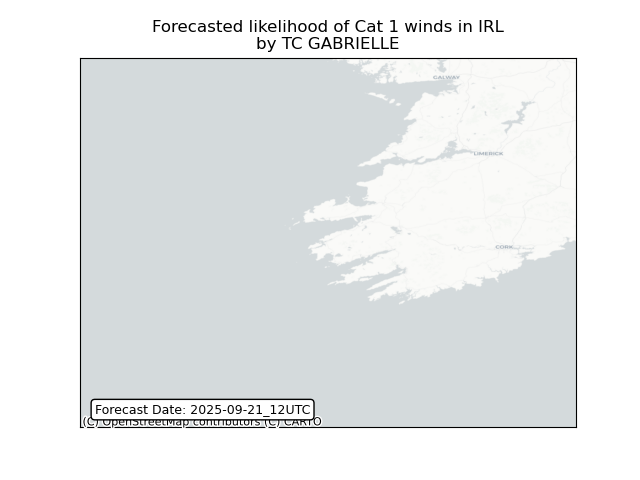 Forecasted likelihood of Cat 1 winds in IRL
by TC GABRIELLE
GALWAY
LIMERICK
CORK
Forecast Date: 2025-09-21_12UTC
(C) OpenStreetMap contributors (C) CARTO